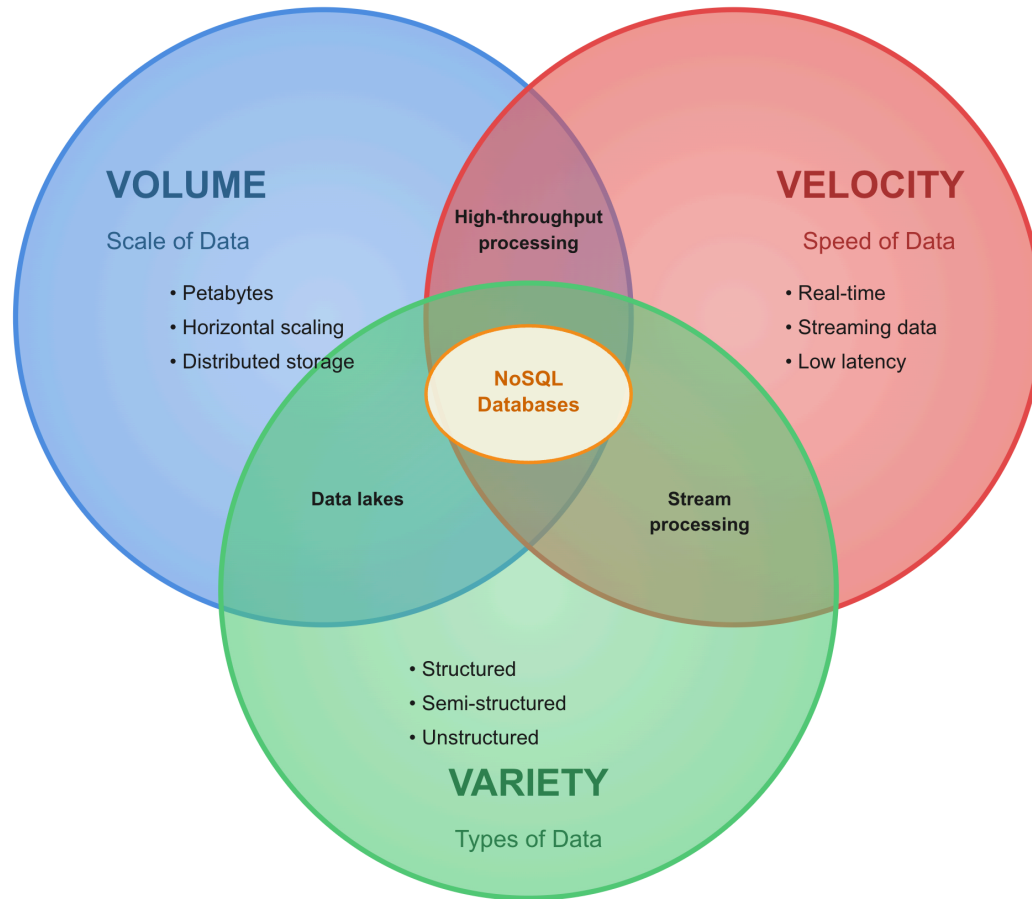 VOLUME
Scale of Data
• Petabytes
• Horizontal scaling
• Distributed storage
High-throughput
processing
VELOCITY
Speed of Data
• Real-time
• Streaming data
• Low latency
NoSQL
Databases
Data lakes
Stream
processing
• Structured
• Semi-structured
• Unstructured
VARIETY
Types of Data